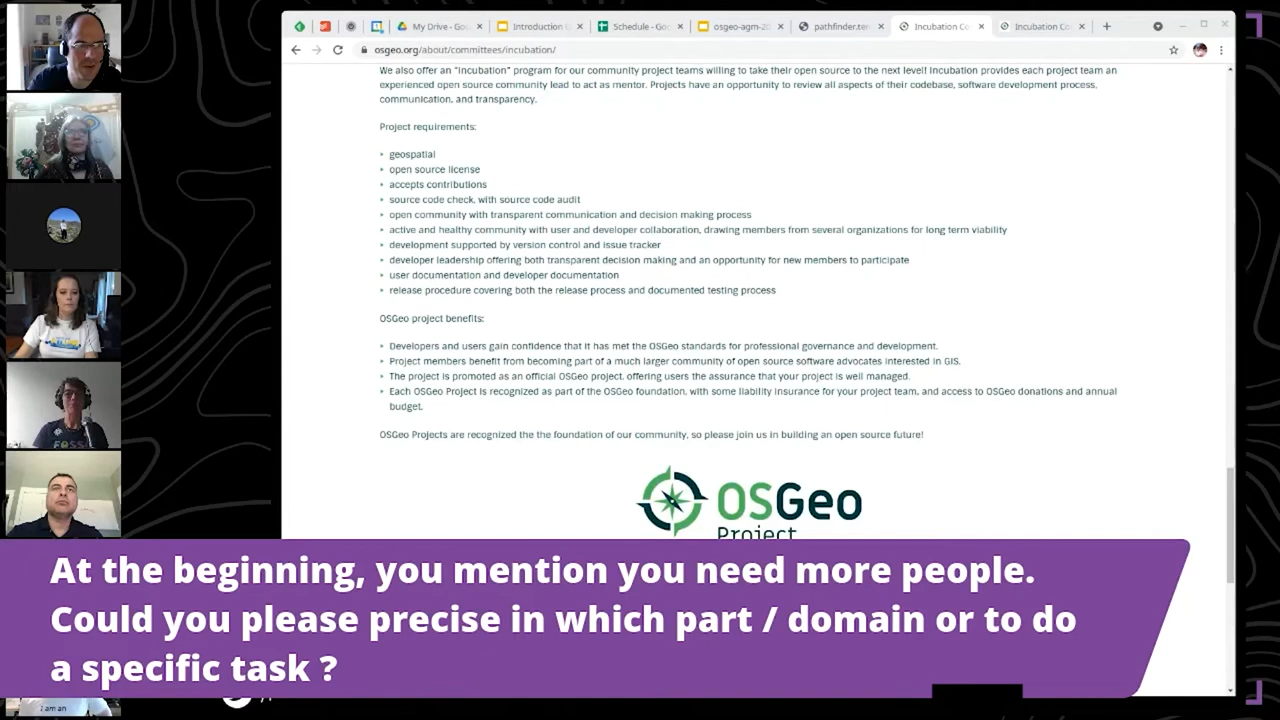 My Drive - Goo
Introduction G
Schedule - Goo
osgeo-agm-20
pathfinder.ter
Incubation Co
Incubation Co
osgeo.org/about/committees/incubation/
We also offer an "incubation" program for our community project teams willing to take their open source to the next level! Incubation provides each project team an
experienced open source community lead to act as mentor. Projects have an opportunity to review all aspects of their codebase, software development process,
communication, and transparency.
Project requirements:
geospatial
open source license
accepts contributions
source code check, with source code audit
open community with transparent communication and decision making process
active and healthy community with user and developer collaboration, drawing members from several organizations for long term viability
development supported by version control and issue tracker
developer leadership offering both transparent decision making and an opportunity for new members to participate
user documentation and developer documentation
release procedure covering both the release process and documented testing process
OSGeo project benefits:
Developers and users gain confidence that it has met the OSGeo standards for professional governance and development.
Project members benefit from becoming part of a much larger community of open source software advocates interested in GIS.
The project is promoted as an official OSGeo project, offering users the assurance that your project is well managed.
Each OSGeo Project is recognized as part of the OSGeo foundation, with some liability insurance for your project team, and access to OSGeo donations and annual
budget.
OSGeo Projects are recognized the the foundation of our community, so please join us in building an open source future!
OSGeo
Project
At the beginning, you mention you need more people.
Could you please precise in which part / domain or to do
a specific task ?
I am an